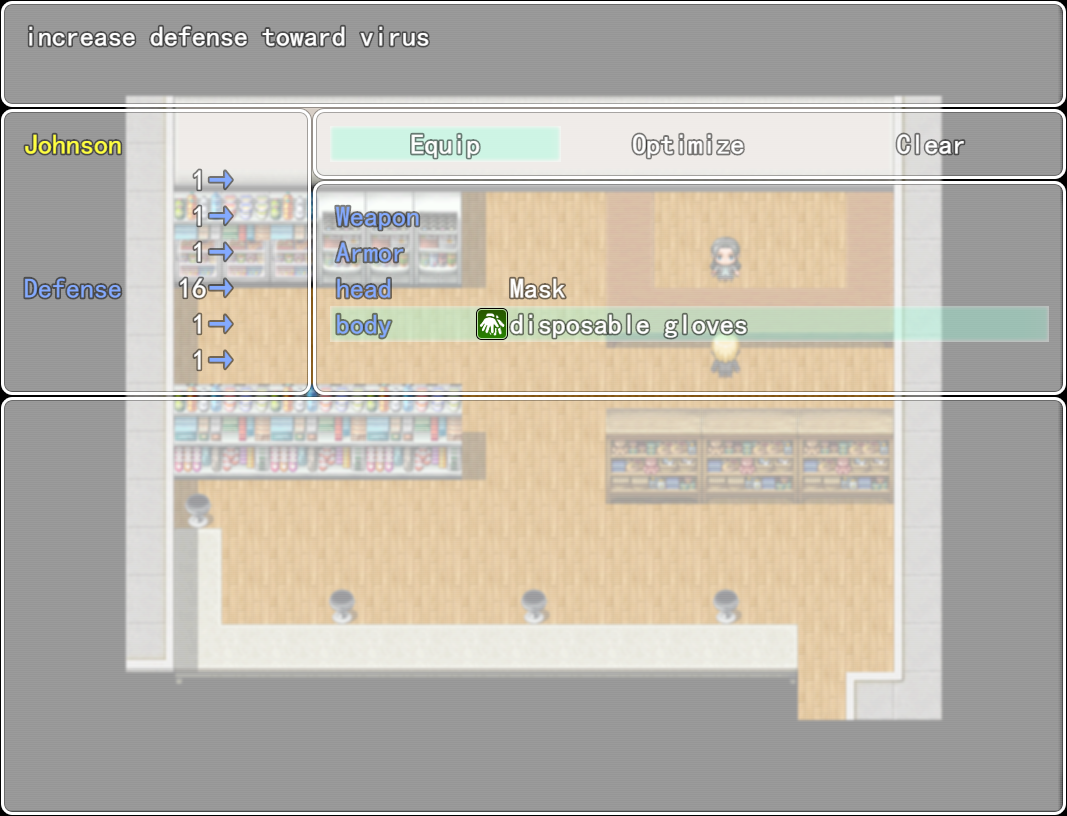 increase defense toward virus
Johnson
Equip Optimize Clear
1→
1→
1→
Defense 16→
1→
1→
Weapon
Armor
head Mask
body disposable gloves